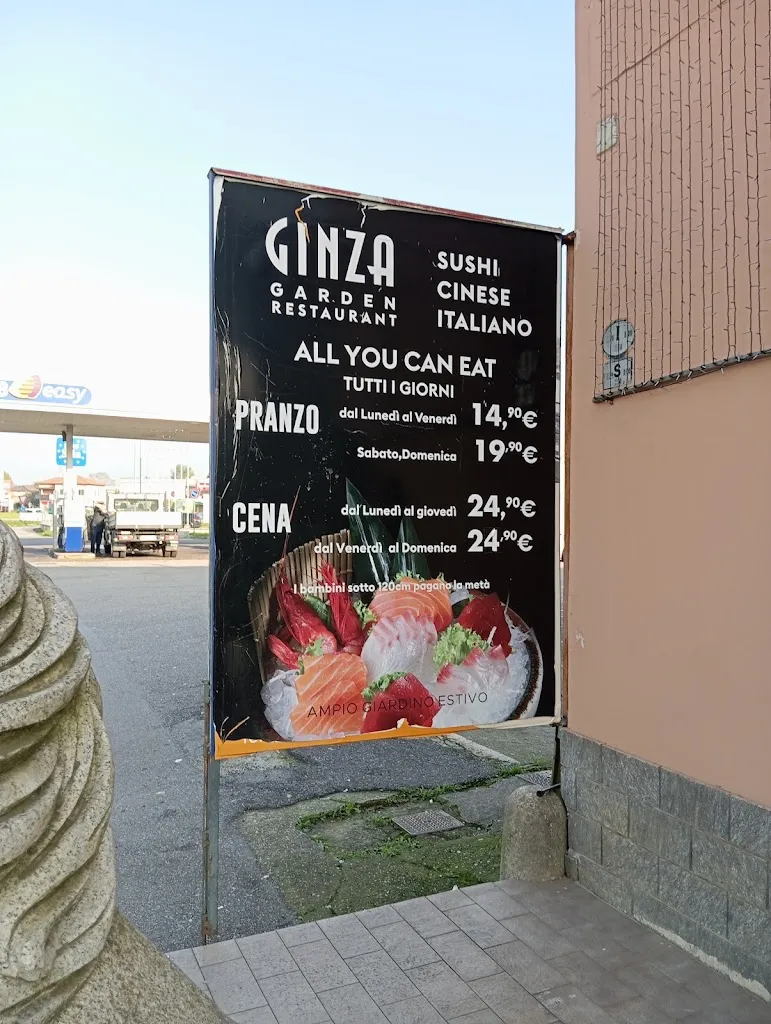 GINZA
GARDEN
RESTAURANT
SUSHI
CINESE
ITALIANO
ALL YOU CAN EAT
TUTTI I GIORNI
PRANZO
dal Lunedì al Venerdì 14,90€
Sabato,Domenica 19,90€
CENA
dal Lunedì al giovedì 24,90€
dal Venerdì al Domenica 24,90€
I bambini sotto 120cm pagano la metà
AMPIO GIARDINO ESTIVO
easy
I
S